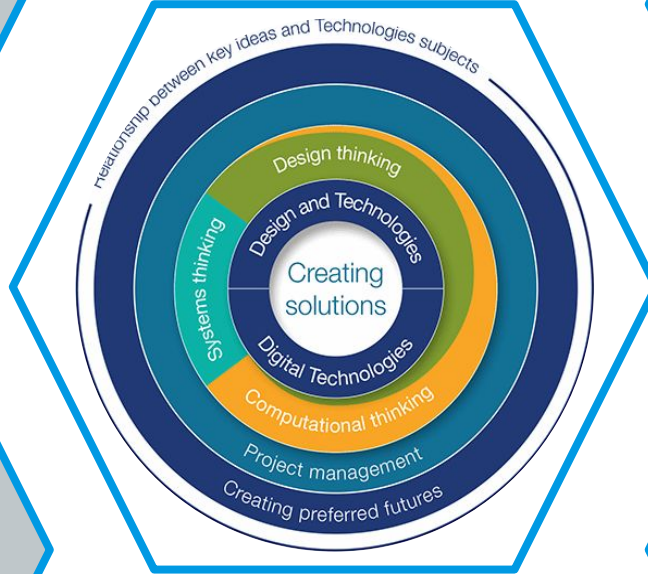 Relationship between key ideas and Technologies subjects
Design thinking
Design and Technologies
Systems thinking
Creating
solutions
Digital Technologies
Computational thinking
Project management
Creating preferred futures